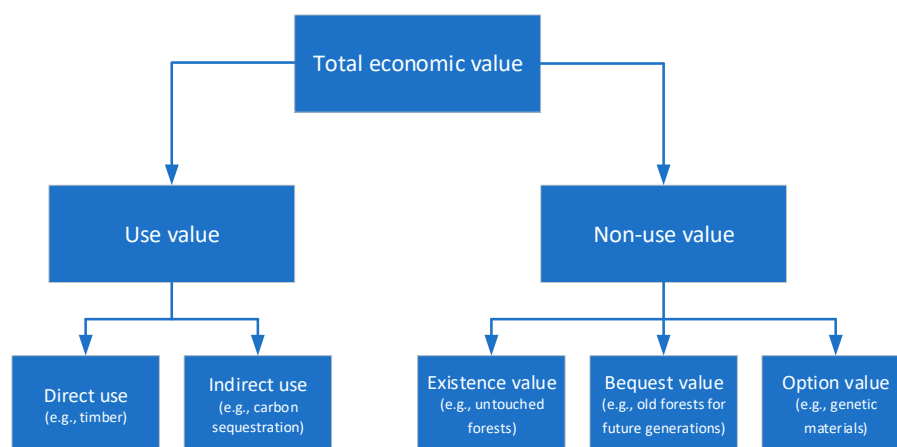 Total economic value
Use value
Non-use value
Direct use
(e.g., timber)
Indirect use
(e.g., carbon
sequestration)
Existence value
(e.g., untouched
forests)
Bequest value
(e.g., old forests for
future generations)
Option value
(e.g., genetic
materials)